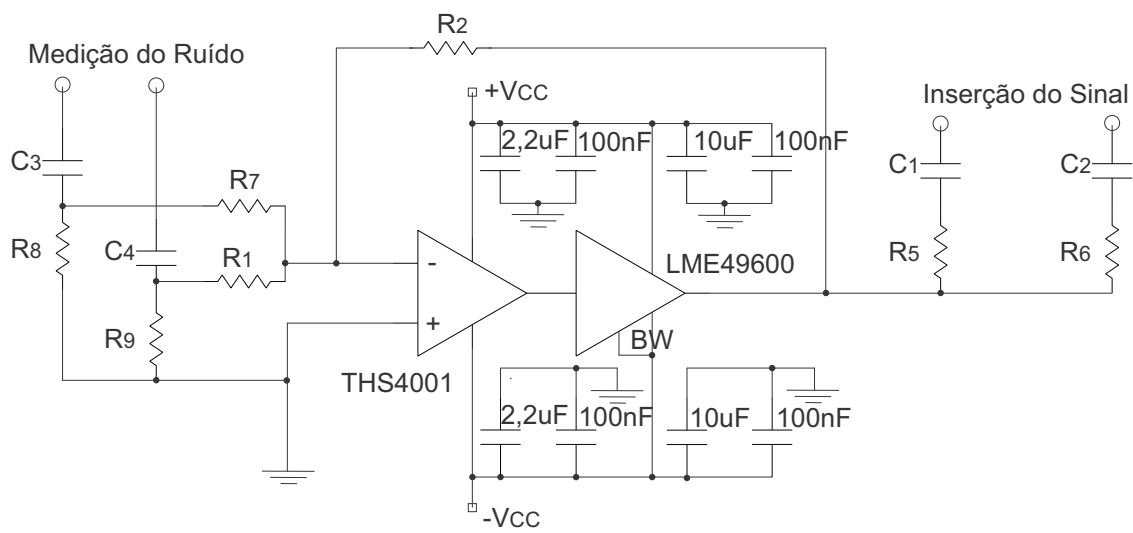 R2
Medição do Ruído
+VCC
Inserção do Sinal
2,2uF
100nF
10uF
100nF
C3
C1
C2
R7
R8
C4
R1
R5
R6
LME49600
-
+
R9
BW
THS4001
2,2uF
100nF
10uF
100nF
-VCC